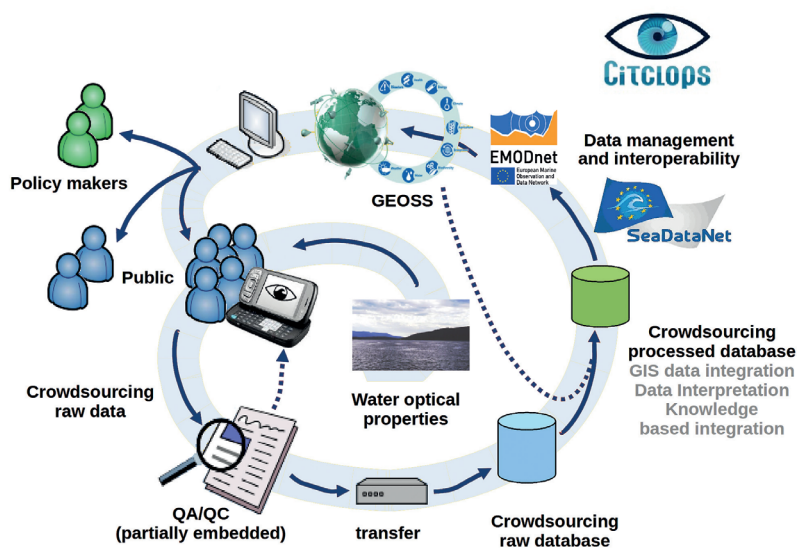 CITCLOPS
Policy makers
GEOSS
EMODnet
European Marine
Observation and
Data Network
Data management
and interoperability
SeaDataNet
Public
Crowdsourcing
raw data
Water optical
properties
Crowdsourcing
processed database
GIS data integration
Data Interpretation
Knowledge
based integration
QA/QC
(partially embedded)
transfer
Crowdsourcing
raw database